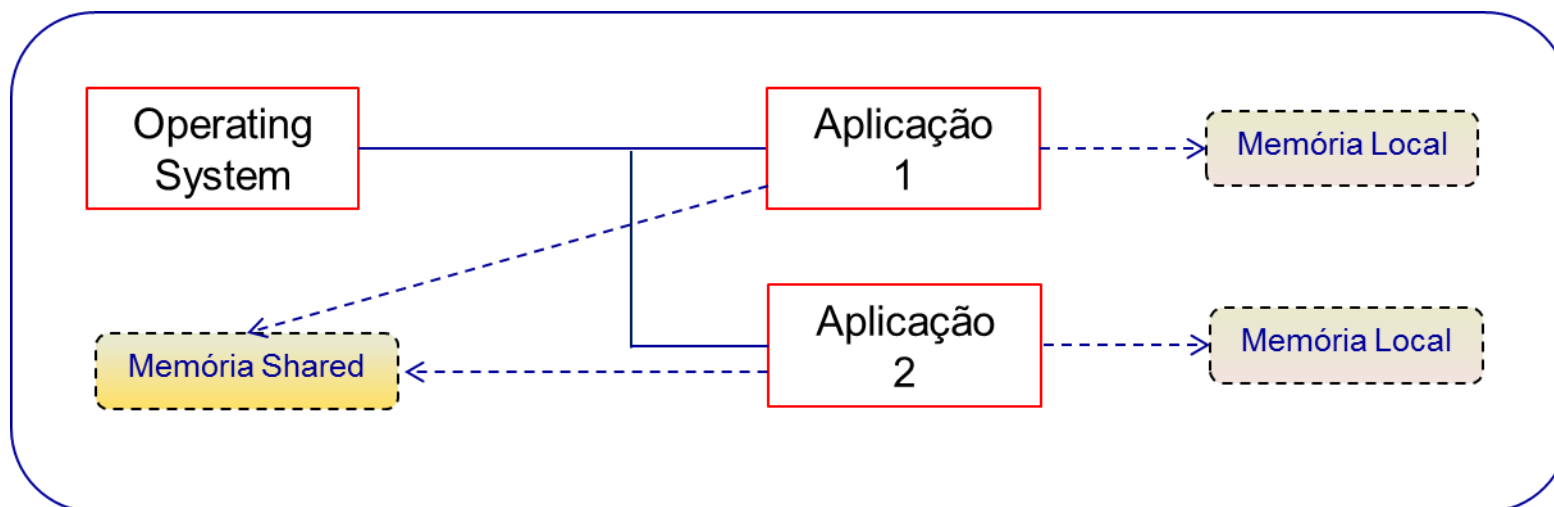 Operating
System
Aplicação
1
Memória Local
Memória Shared
Aplicação
2
Memória Local